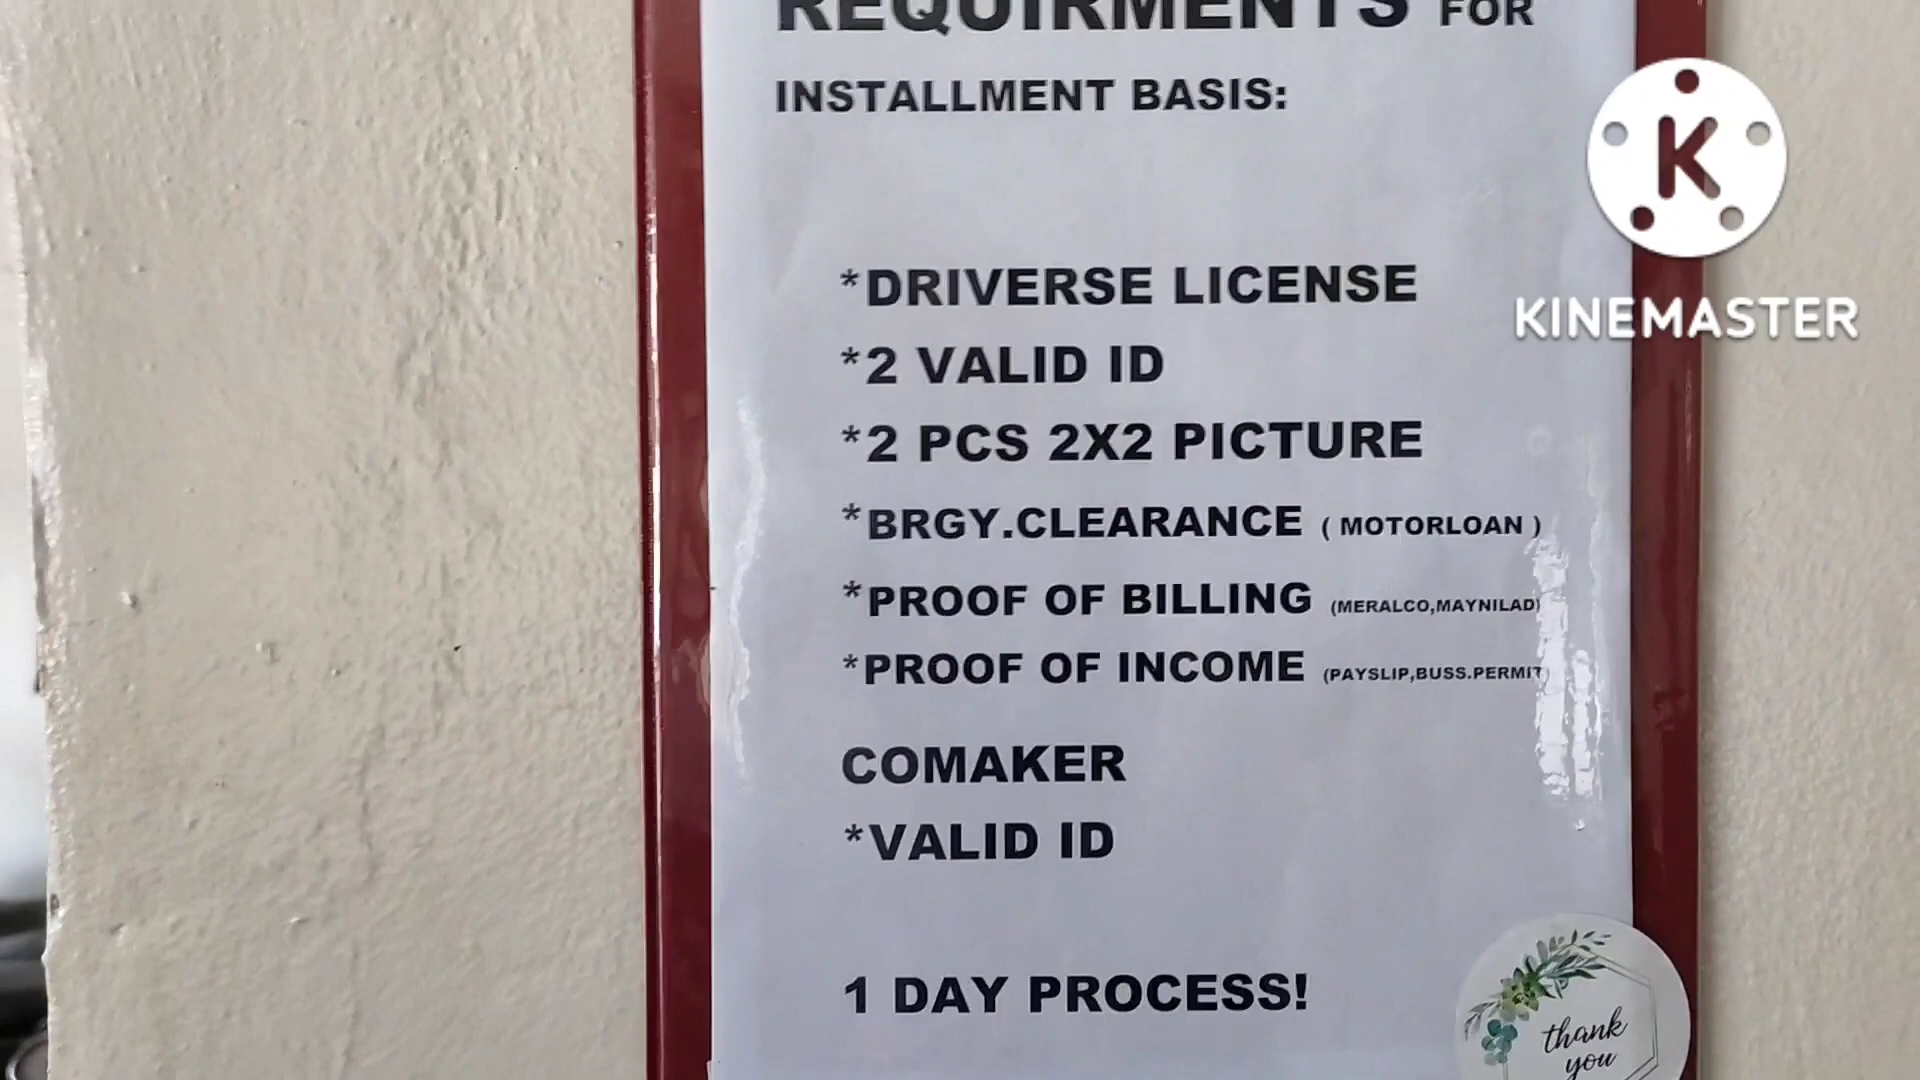 REQUIRMENTS FOR
INSTALLMENT BASIS:
*DRIVERSE LICENSE
*2 VALID ID
*2 PCS 2X2 PICTURE
*BRGY.CLEARANCE ( MOTORLOAN )
*PROOF OF BILLING (MERALCO,MAYNILAD)
*PROOF OF INCOME (PAYSLIP,BUSS.PERMIT)
COMAKER
*VALID ID
1 DAY PROCESS!
thank
you
K
KINEMASTER